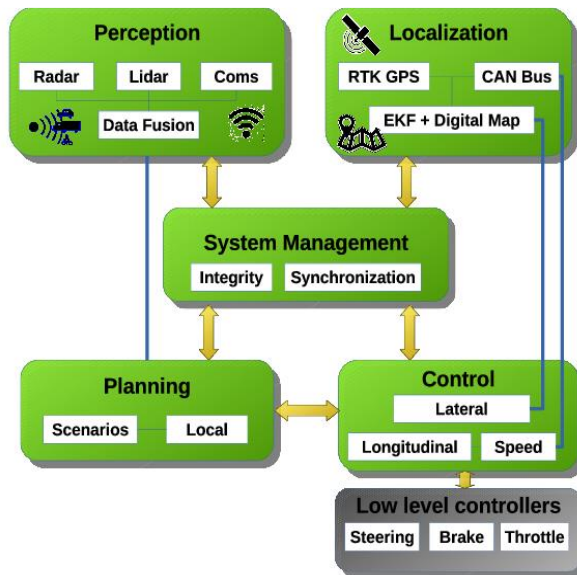 Perception
Radar Lidar Coms
Data Fusion
Localization
RTK GPS CAN Bus
EKF + Digital Map
System Management
Integrity Synchronization
Planning
Scenarios Local
Control
Lateral
Longitudinal Speed
Low level controllers
Steering Brake Throttle